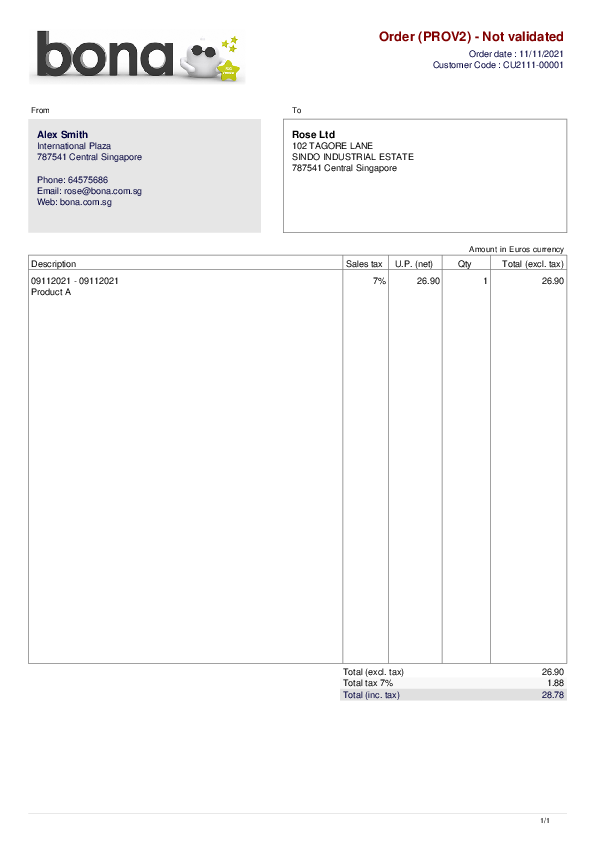 bona
Order (PROV2) - Not validated
Order date : 11/11/2021
Customer Code : CU2111-00001
From
To
Alex Smith
International Plaza
787541 Central Singapore
Phone: 64575686
Email: rose@bona.com.sg
Web: bona.com.sg
Rose Ltd
102 TAGORE LANE
SINDO INDUSTRIAL ESTATE
787541 Central Singapore
Amount in Euros currency
Description Sales tax U.P. (net) Qty Total (excl. tax)
09112021 - 09112021 7% 26.90 1 26.90
Product A
Total (excl. tax) 26.90
Total tax 7% 1.88
Total (inc. tax) 28.78
1/1